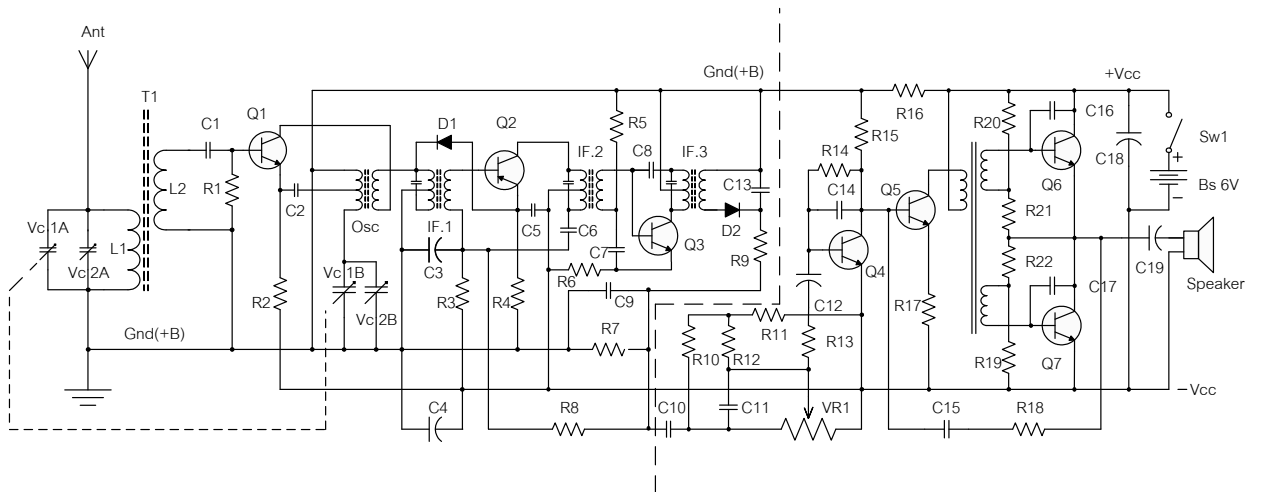 Ant
Gnd(+B)
+Vcc
T1
C1
Q1
D1
Q2
R5
R16
R20
C16
R15
Sw1
IF.2
C8
IF.3
R14
C18
Q6
+
L2
R1
C13
C14
Q5
Bs 6V
−
C2
Osc
IF.1
C5
C6
D2
R21
Vc.1A
L1
C3
C7
Q3
R9
Q4
R22
C19
Vc.2A
Vc.1B
R6
C17
Speaker
R2
R3
R4
C9
C12
R17
Vc.2B
Gnd(+B)
R7
R11
R13
R10
R12
R19
Q7
−Vcc
C4
R8
C10
C11
VR1
C15
R18